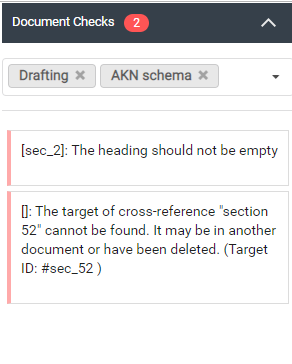 Document Checks 2
Drafting × AKN schema ×
[sec_2]: The heading should not be empty
[]: The target of cross-reference "section
52" cannot be found. It may be in another
document or have been deleted. (Target
ID: #sec_52 )